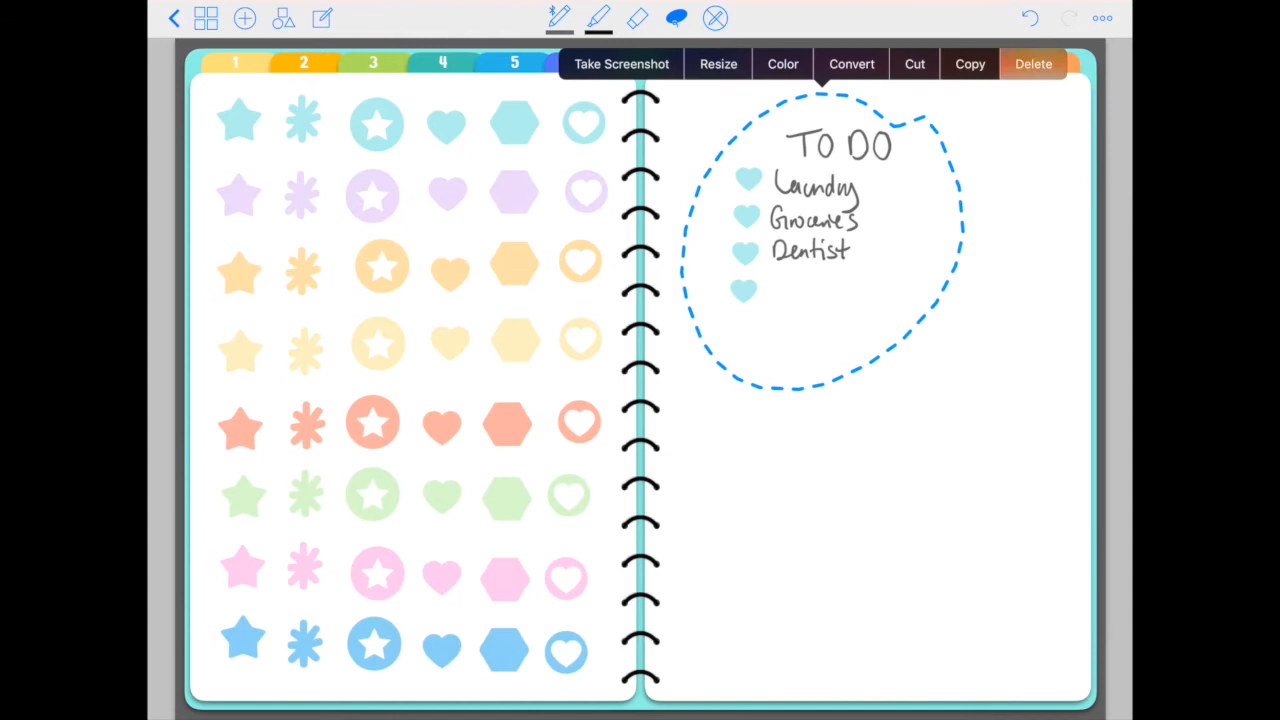 1 2 3 4 5
Take Screenshot Resize Color Convert Cut Copy Delete
TO DO
Laundry
Groceries
Dentist